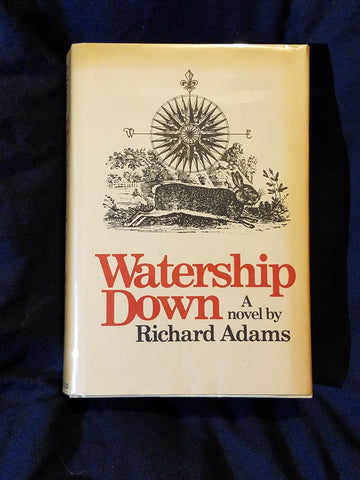 W E
Watership
Down A
novel by
Richard Adams